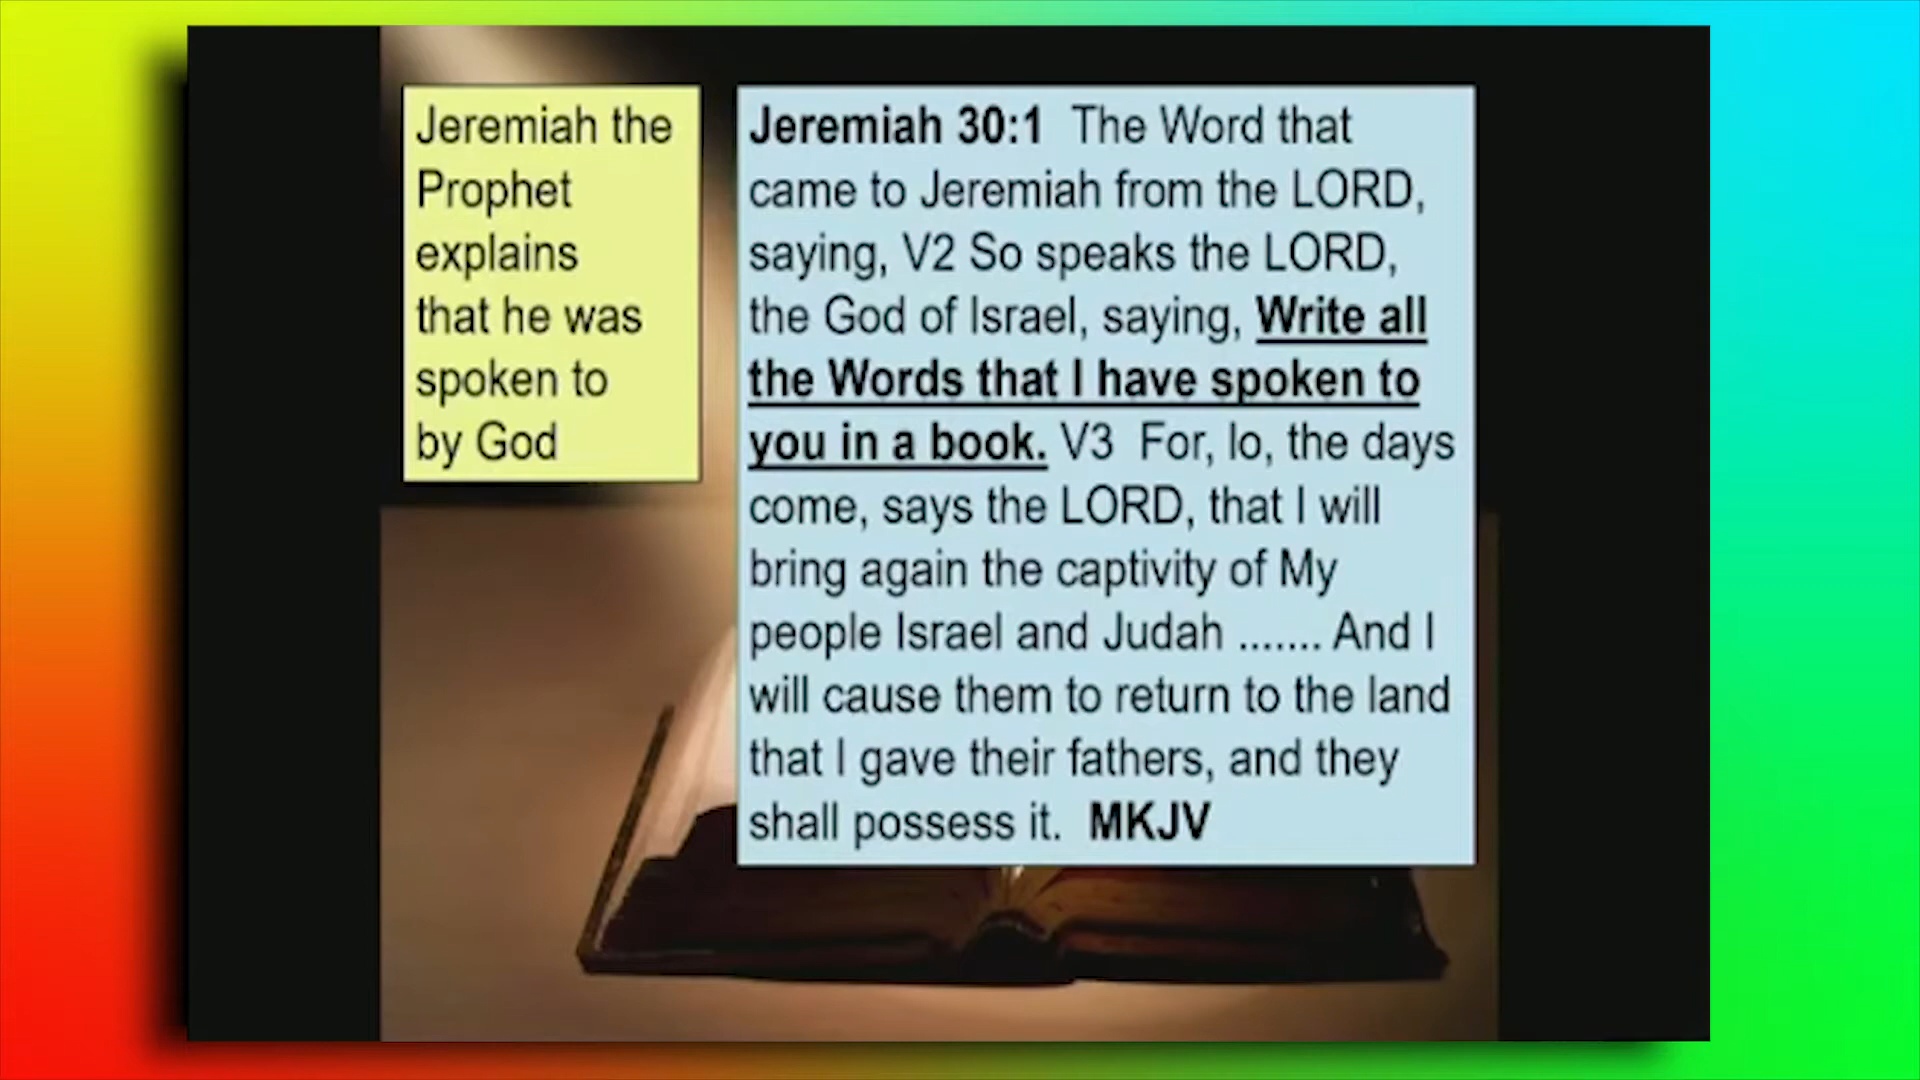 Jeremiah the
Prophet
explains
that he was
spoken to
by God
Jeremiah 30:1 The Word that
came to Jeremiah from the LORD,
saying, V2 So speaks the LORD,
the God of Israel, saying, Write all
the Words that I have spoken to
you in a book. V3 For, lo, the days
come, says the LORD, that I will
bring again the captivity of My
people Israel and Judah ....... And I
will cause them to return to the land
that I gave their fathers, and they
shall possess it. MKJV